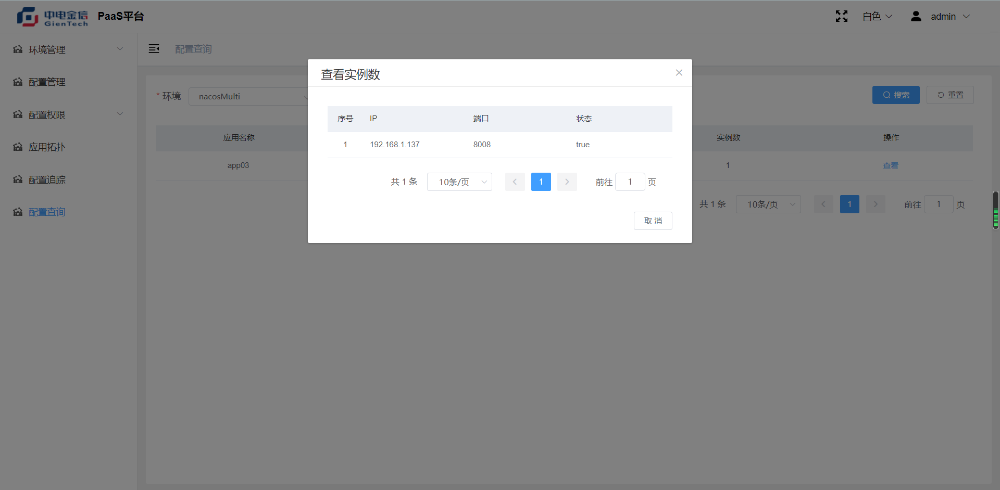 中电金信
GienTech
PaaS平台
白色
admin
环境管理
配置管理
配置权限
应用拓扑
配置追踪
配置查询
配置查询
* 环境 nacosMulti
搜索 重置
应用名称 实例数 操作
app03 1 查看
共 1 条 10条/页 1 前往 1 页
查看实例数
序号 IP 端口 状态
1 192.168.1.137 8008 true
共 1 条 10条/页 1 前往 1 页
取 消